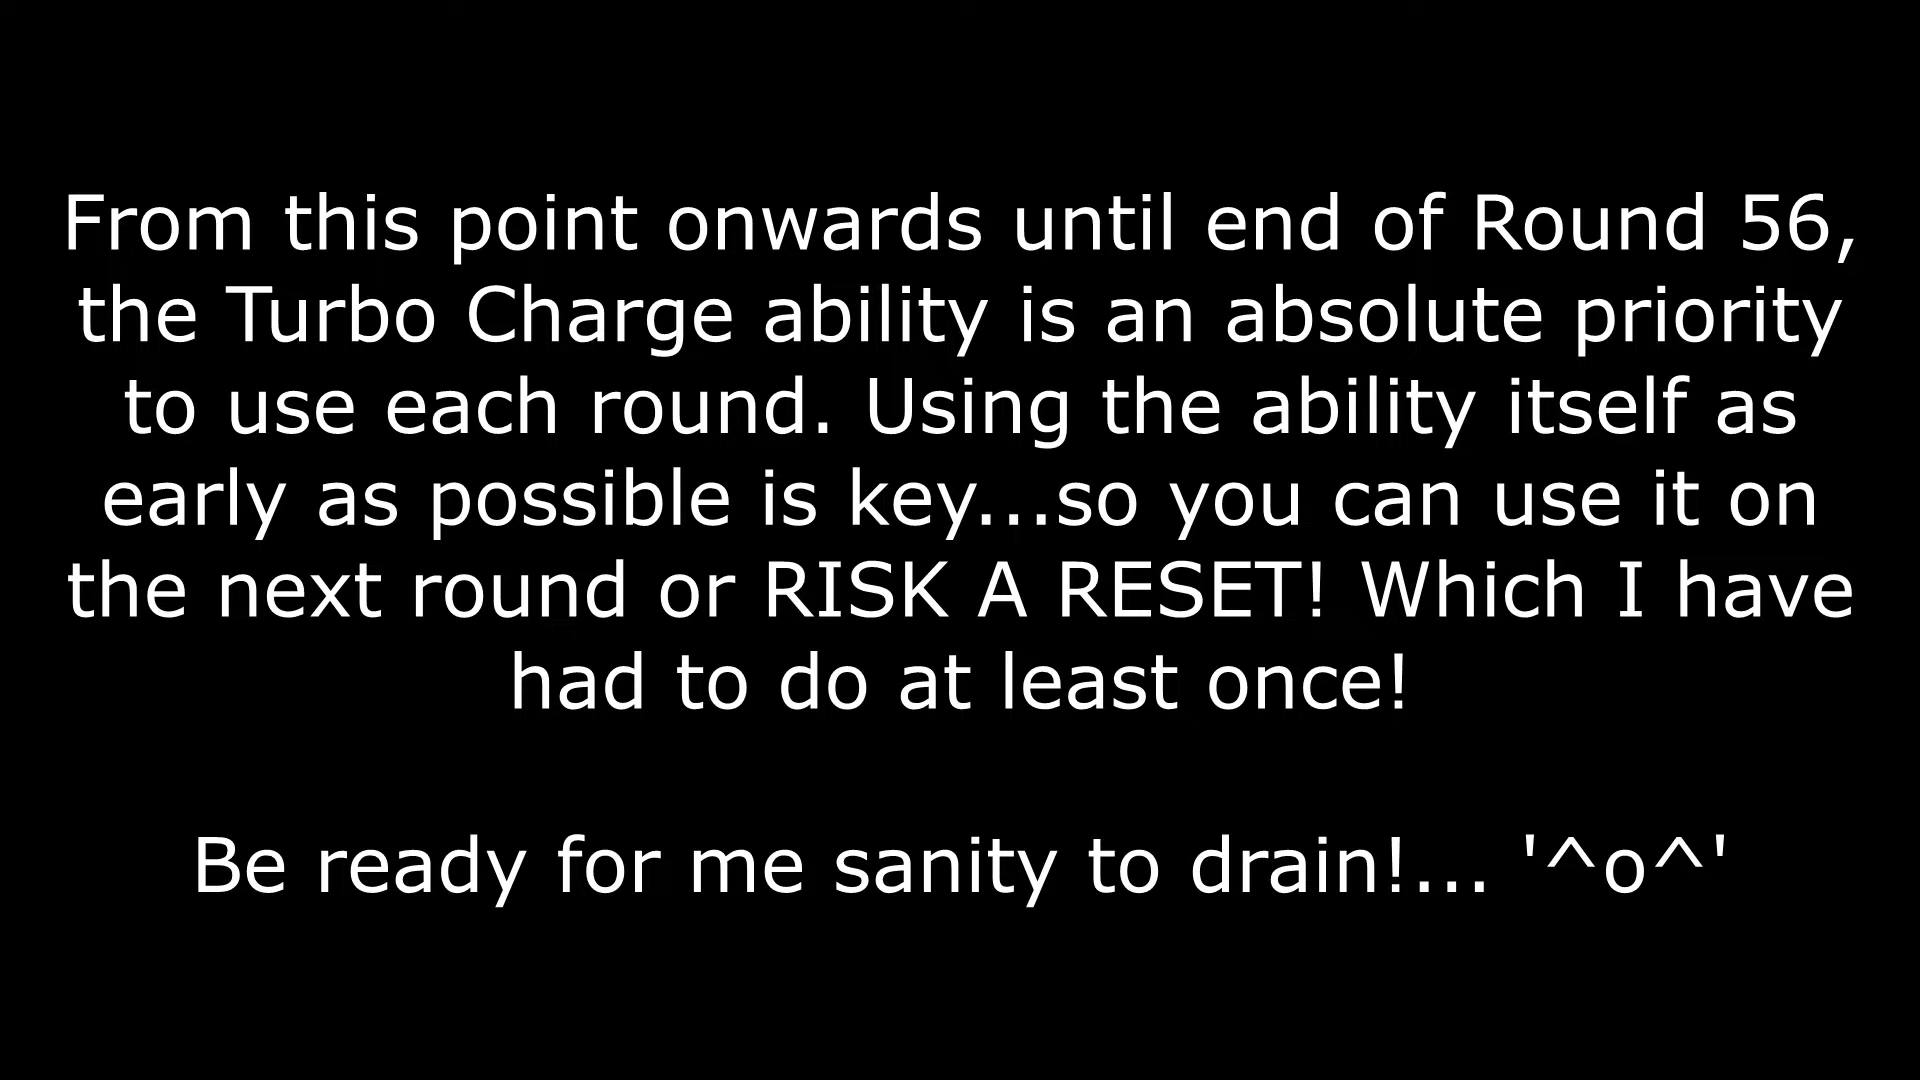 From this point onwards until end of Round 56,
the Turbo Charge ability is an absolute priority
to use each round. Using the ability itself as
early as possible is key...so you can use it on
the next round or RISK A RESET! Which I have
had to do at least once!
Be ready for me sanity to drain!... '^o^'